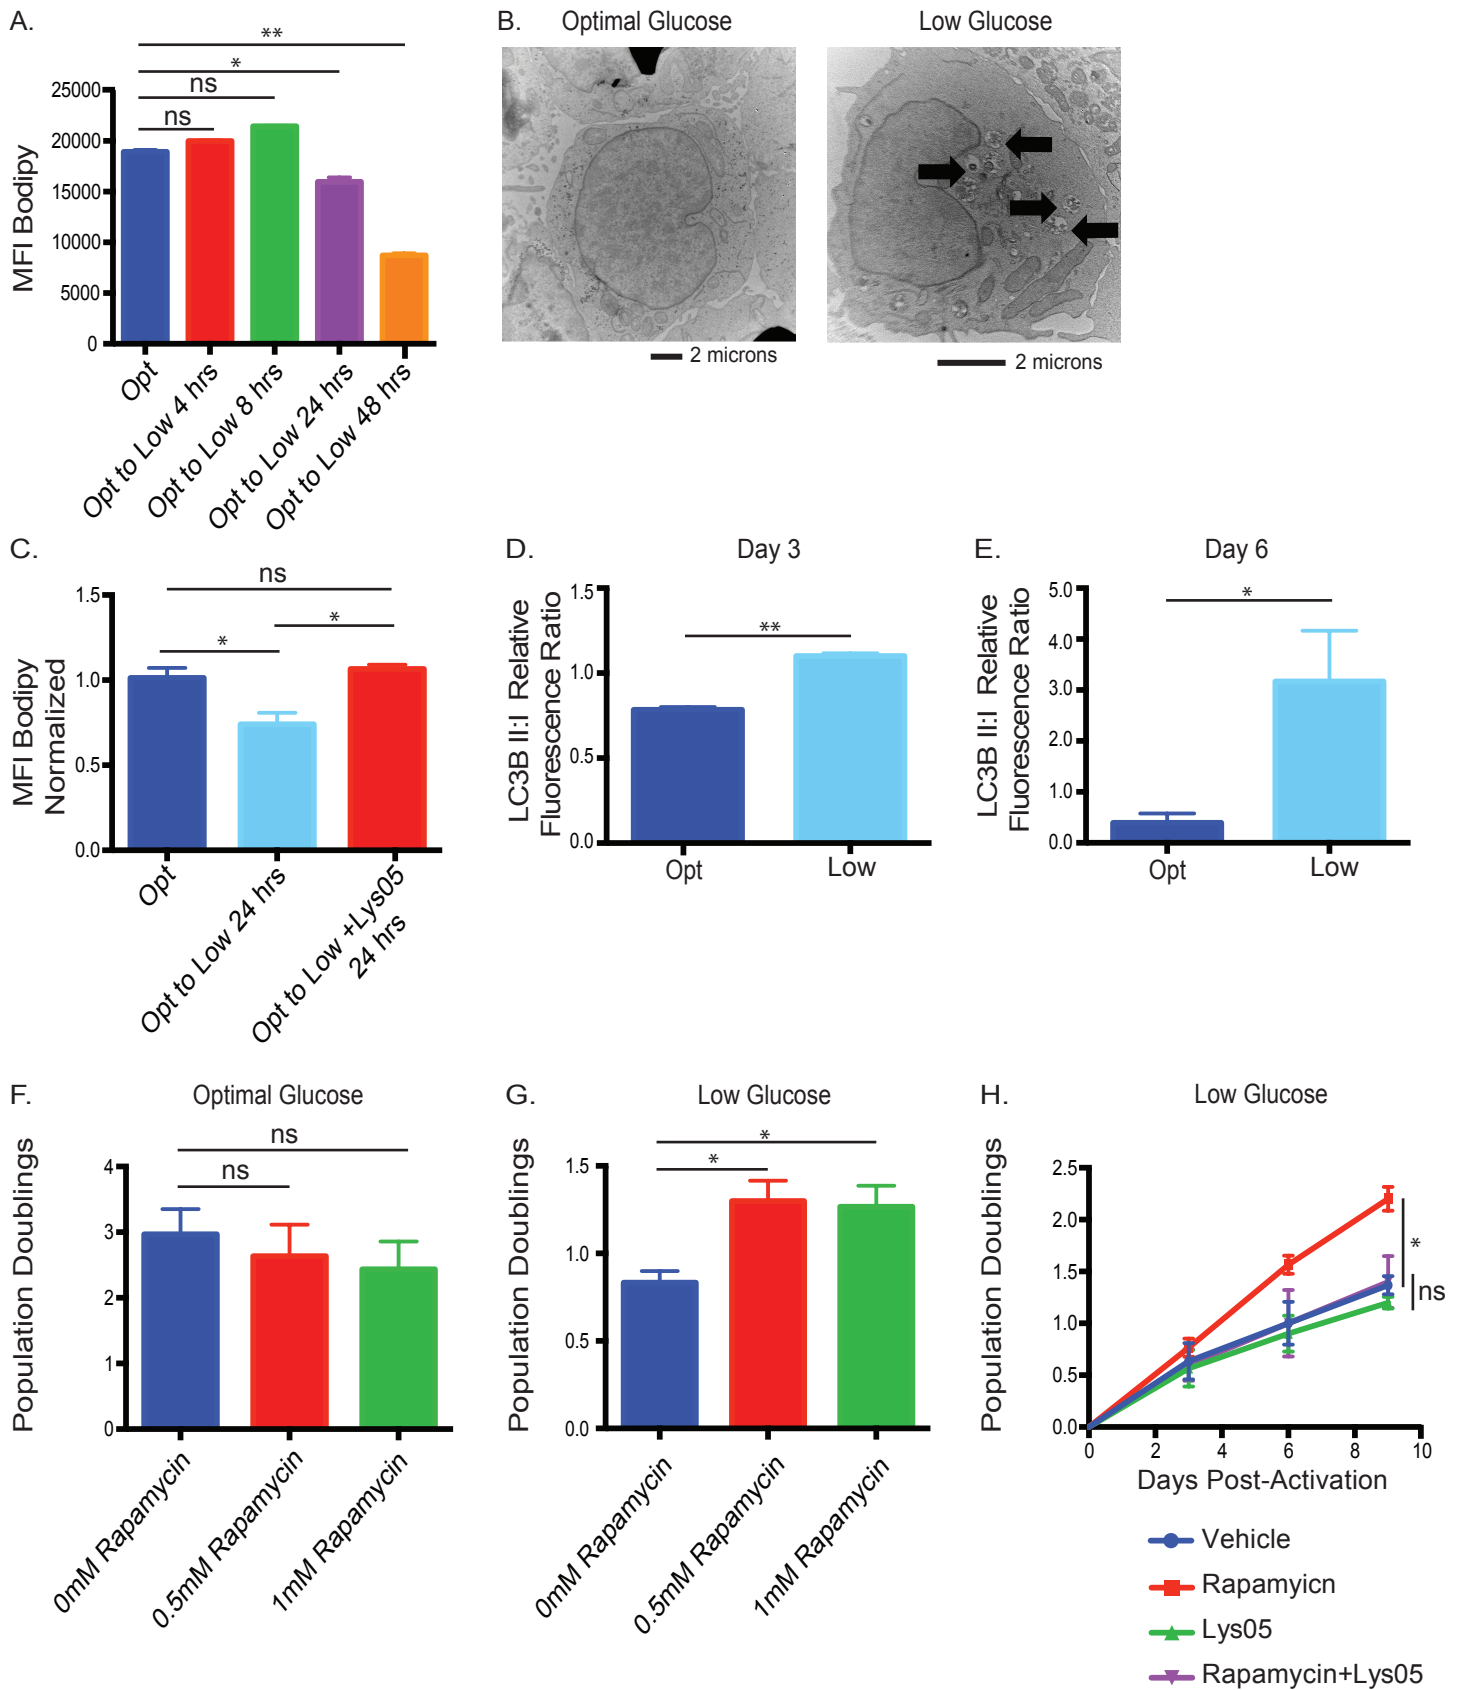 A.
**
*
ns
ns
25000
20000
15000
10000
5000
0
MFI Bodipy
Opt
Opt to Low 4 hrs
Opt to Low 8 hrs
Opt to Low 24 hrs
Opt to Low 48 hrs
B.
Optimal Glucose
Low Glucose
2 microns
2 microns
C.
ns
*
*
1.5
1.0
0.5
0.0
MFI Bodipy
Normalized
Opt
Opt to Low 24 hrs
Opt to Low +Lys05
24 hrs
D.
Day 3
**
1.5
1.0
0.5
0.0
LC3B II:I Relative
Fluorescence Ratio
Opt
Low
E.
Day 6
*
5.0
4.0
3.0
2.0
1.0
0.0
LC3B II:I Relative
Fluorescence Ratio
Opt
Low
F.
Optimal Glucose
ns
ns
4
3
2
1
0
Population Doublings
0mM Rapamycin
0.5mM Rapamycin
1mM Rapamycin
G.
Low Glucose
*
*
1.5
1.0
0.5
0.0
Population Doublings
0mM Rapamycin
0.5mM Rapamycin
1mM Rapamycin
H.
Low Glucose
2.5
2.0
1.5
1.0
0.5
0.0
Population Doublings
*
ns
0 2 4 6 8 10
Days Post-Activation
Vehicle
Rapamyicn
Lys05
Rapamycin+Lys05